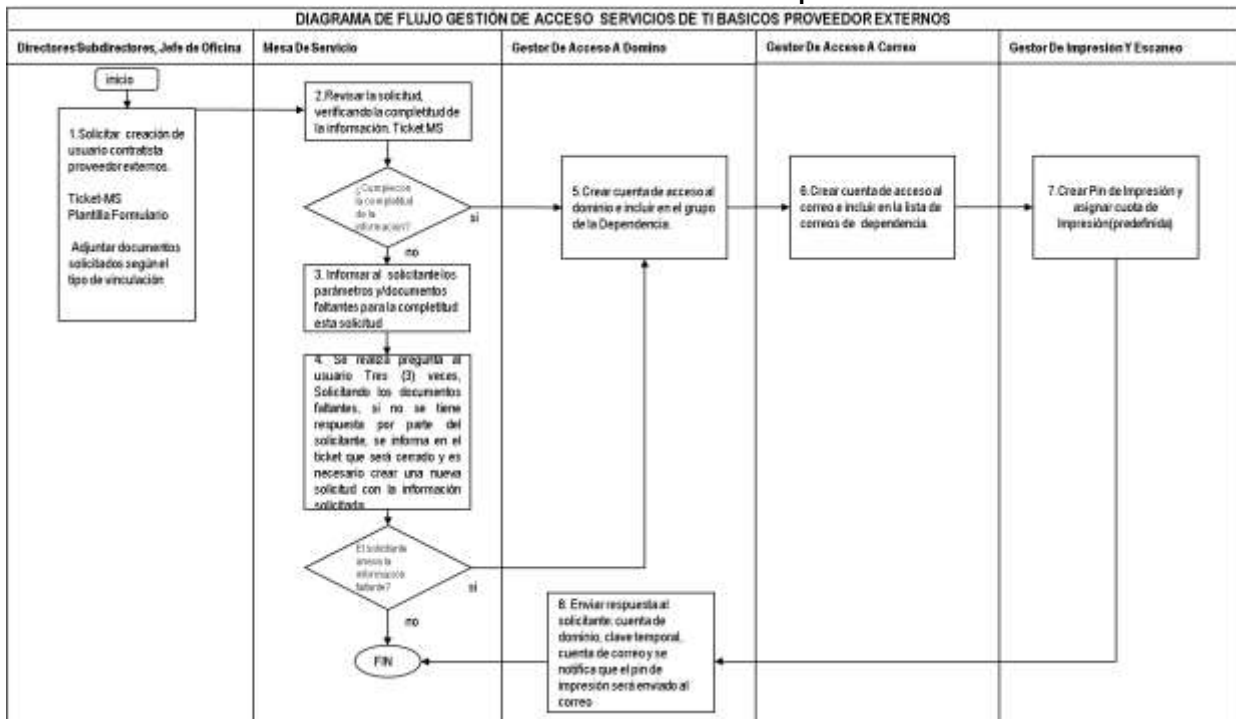 DIAGRAMA DE FLUJO GESTIÓN DE ACCESO SERVICIOS DE TI BASICOS PROVEEDOR EXTERNOS
Directores Subdirectores, Jefe de Oficina
Mesa De Servicio
Gestor De Acceso A Domino
Gestor De Acceso A Correo
Gestor De Impresión Y Escaneo
inicio
1.Solicitar creación de
usuario contratista
proveedor externos.
Ticket-MS
Plantilla Formulario
Adjuntar documentos
solicitados según el
tipo de vinculación
2.Revisar la solicitud,
verificando la completitud de
la información. Ticket MS
¿Cumple con
la completitud
de la
información?
si
no
3. Informar al solicitante los
parámetros y/documentos
faltantes para la completitud
esta solicitud
4. Se realiza pregunta al
usuario Tres (3) veces,
Solicitando los documentos
faltantes, si no se tiene
respuesta por parte del
solicitante, se informa en el
ticket que será cerrado y es
necesario crear una nueva
solicitud con la información
solicitada
El solicitante
anexa la
información
faltante?
si
no
FIN
5. Crear cuenta de acceso al
dominio e incluir en el grupo
de la Dependencia.
6. Crear cuenta de acceso al
correo e incluir en la lista de
correos de dependencia.
7. Crear Pin de Impresión y
asignar cuota de
Impresión(predefinida)
8. Enviar respuesta al
solicitante: cuenta de
dominio, clave temporal,
cuenta de correo y se
notifica que el pin de
impresión será enviado al
correo